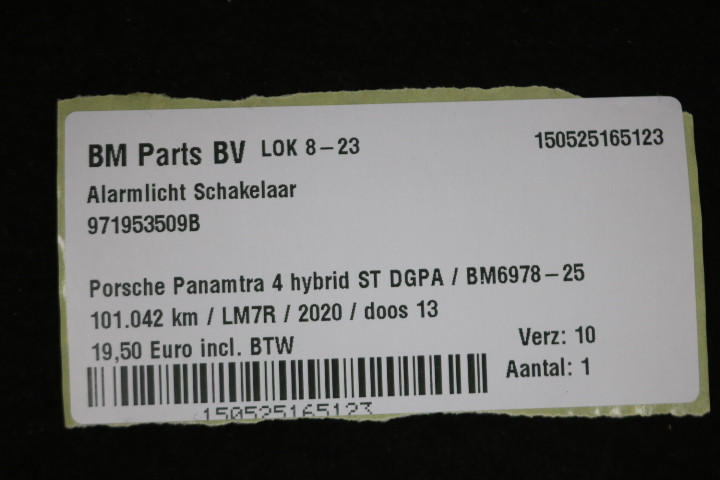 BM Parts BV LOK 8-23 150525165123
Alarmlicht Schakelaar
971953509B
Porsche Panamtra 4 hybrid ST DGPA / BM6978-25
101.042 km / LM7R / 2020 / doos 13
19,50 Euro incl. BTW Verz: 10
Aantal: 1
150525165123